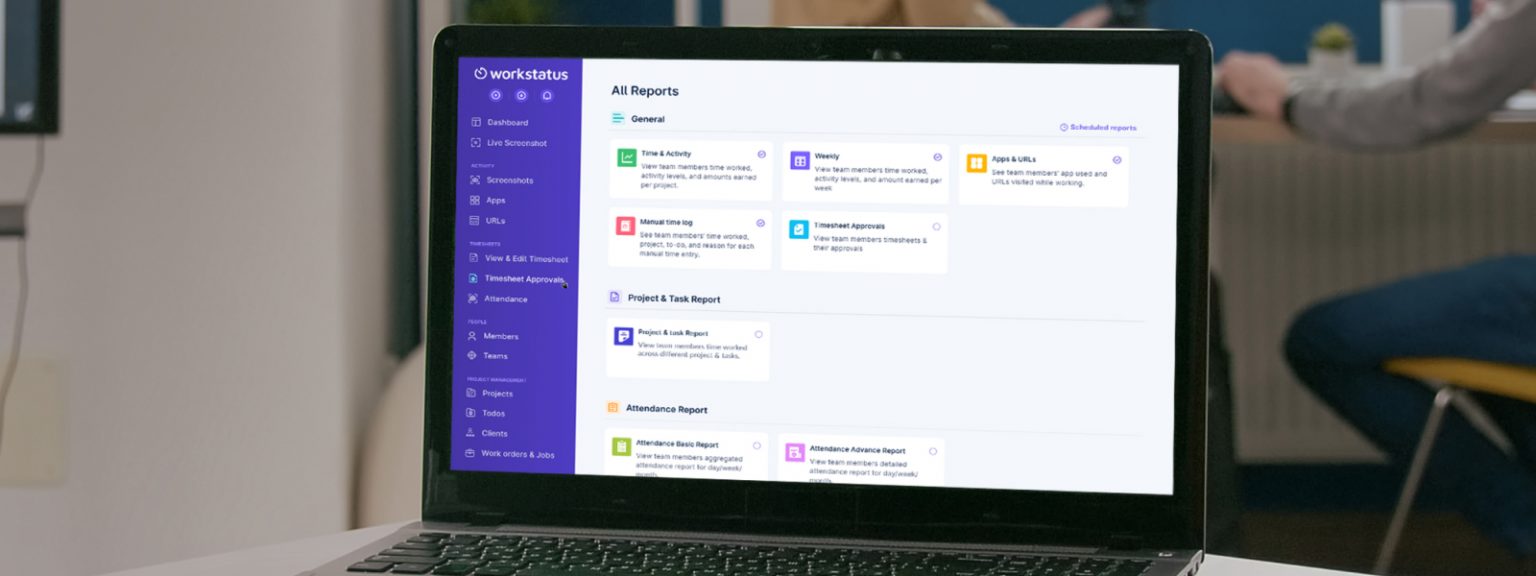 workstatus
Dashboard
Live Screenshot
ACTIVITY
Screenshots
Apps
URLs
TIMESHEETS
View & Edit Timesheet
Timesheet Approvals
Attendance
PEOPLE
Members
Teams
PROJECT MANAGEMENT
Projects
Todos
Clients
Work orders & Jobs
All Reports
General
Scheduled reports
Time & Activity
View team members time worked,
activity levels, and amounts earned
per project.
Weekly
View team members time worked,
activity levels, and amount earned per
week
Apps & URLs
See team members' app used and
URLs visited while working.
Manual time log
See team members' time worked,
project, to-do, and reason for each
manual time entry.
Timesheet Approvals
View team members timesheets &
their approvals
Project & Task Report
Project & task Report
View team members time worked
across different project & tasks.
Attendance Report
Attendance Basic Report
View team members aggregated
attendance report for day/week/
month.
Attendance Advance Report
View team members detailed
attendance report for day/week/
month.